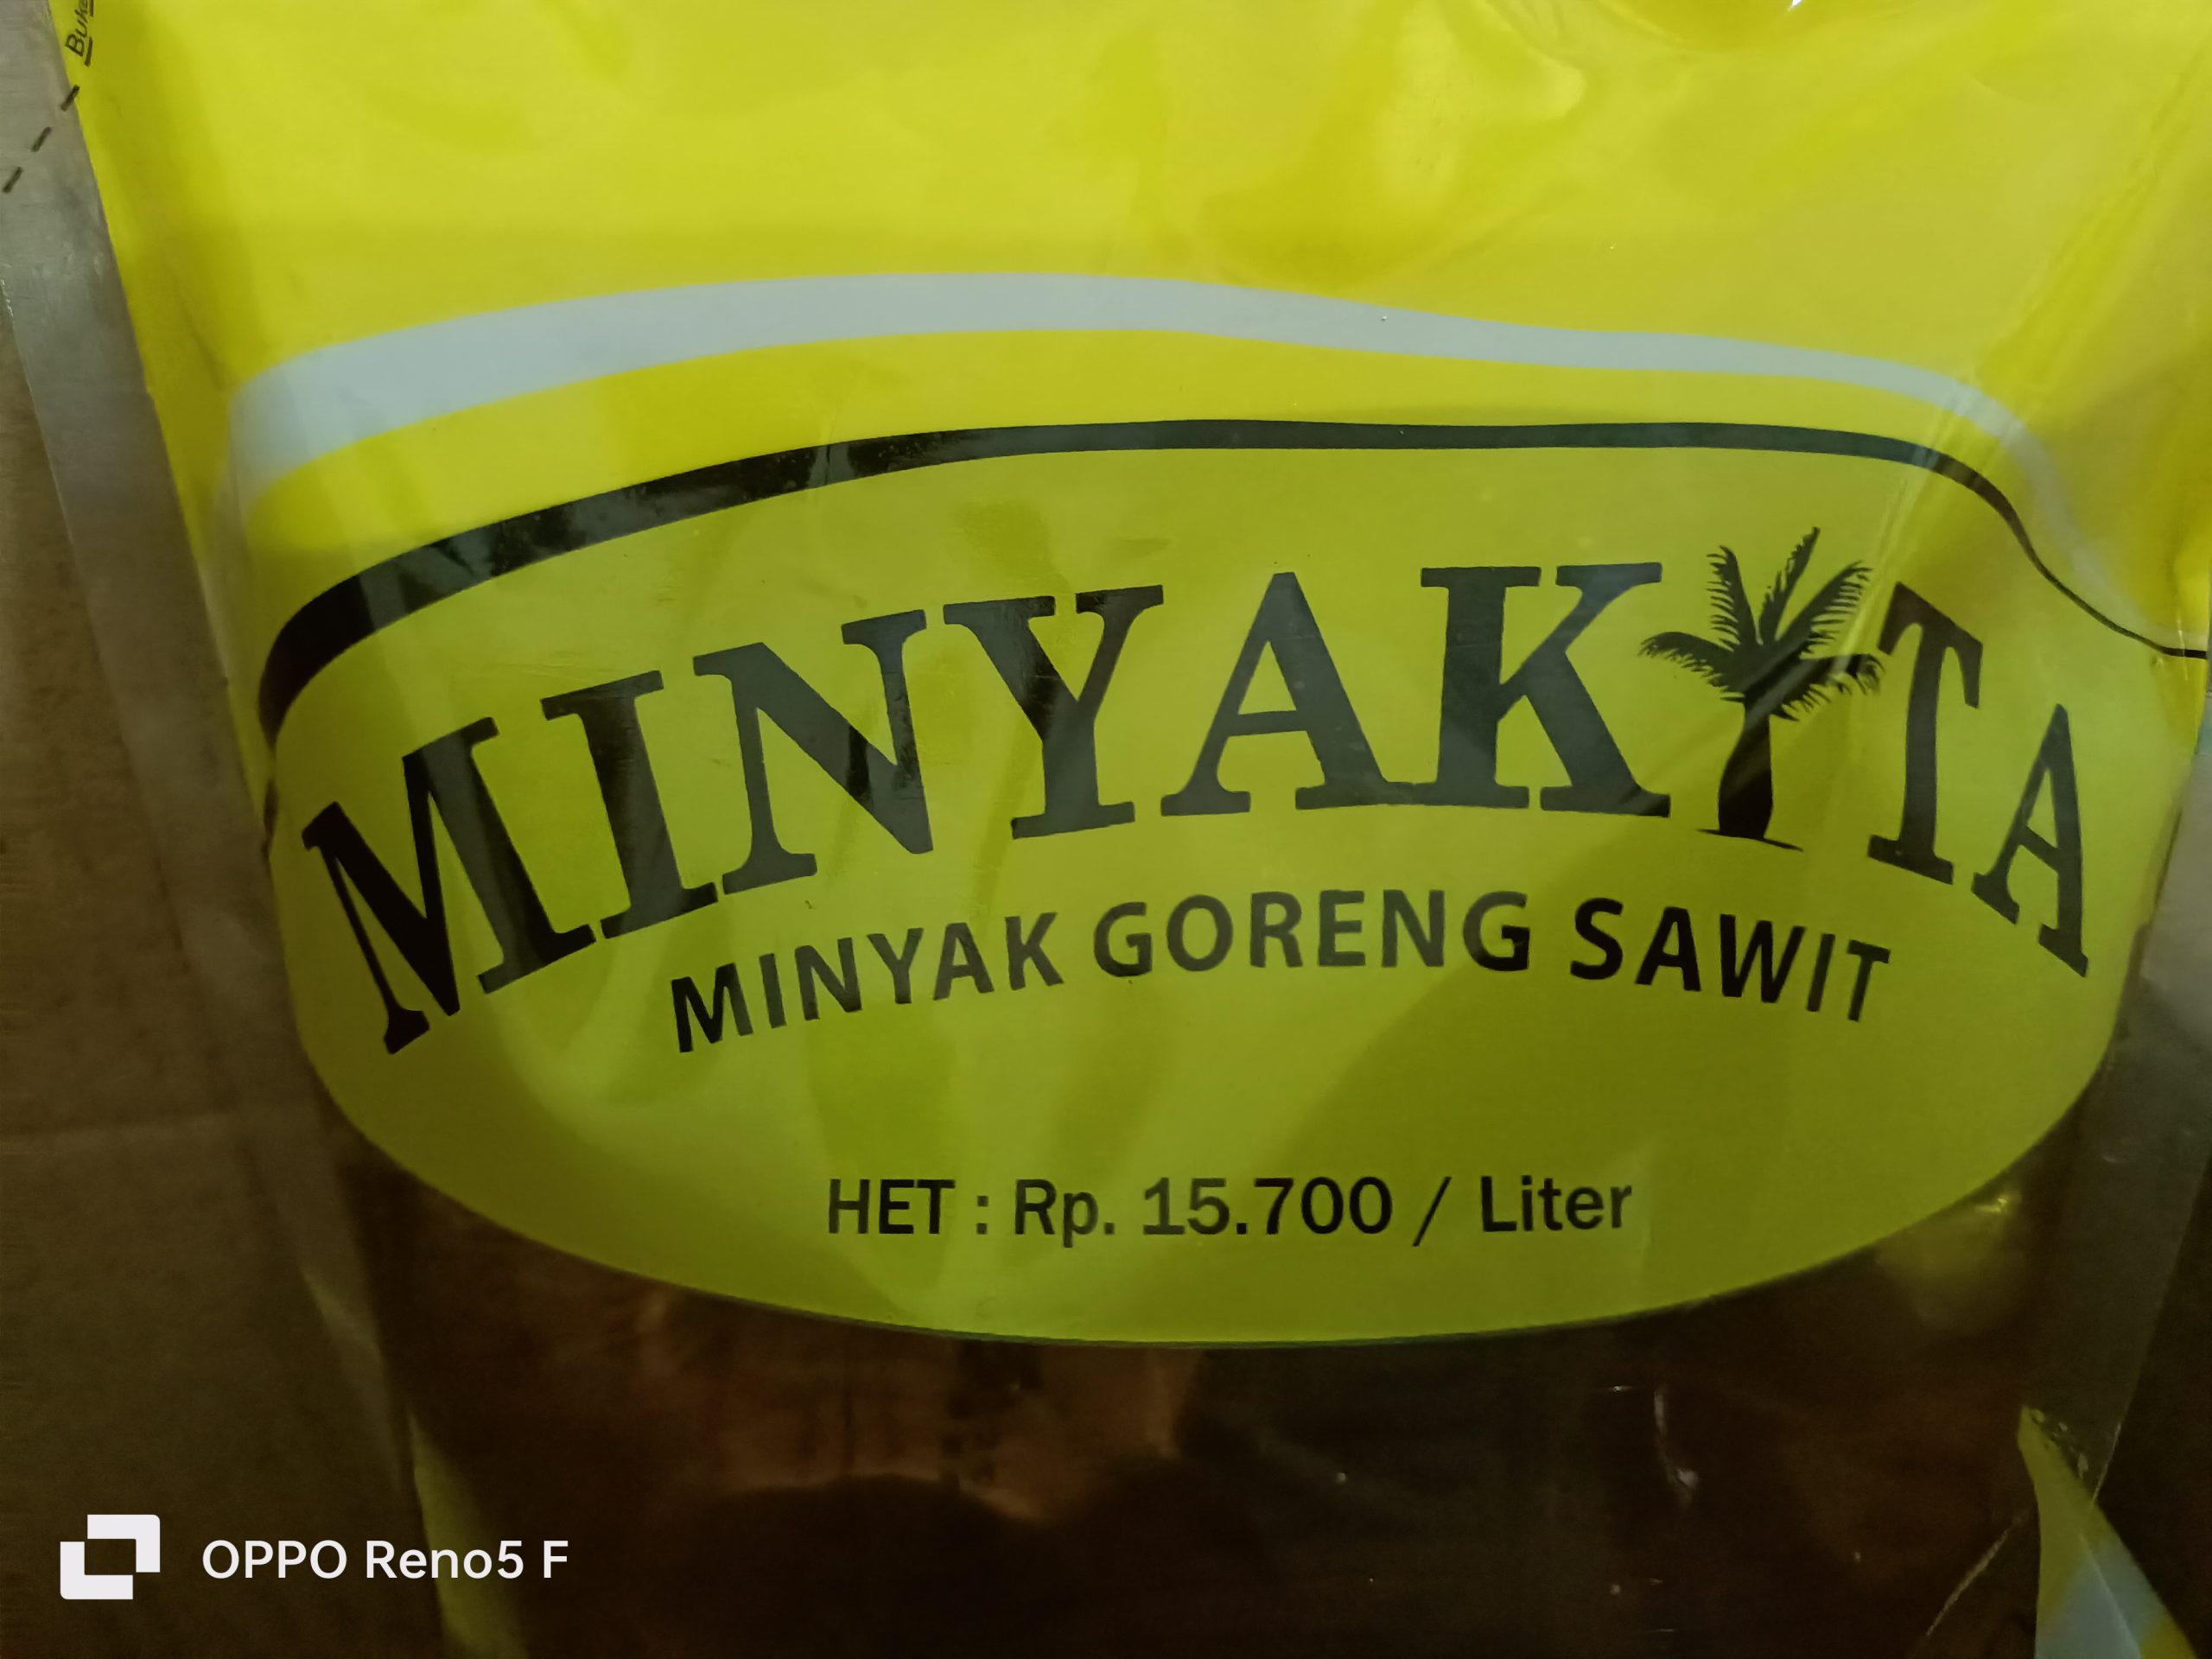 MINYAKITA
MINYAK GORENG SAWIT
HET : Rp. 15.700 / Liter
OPPO Reno5 F